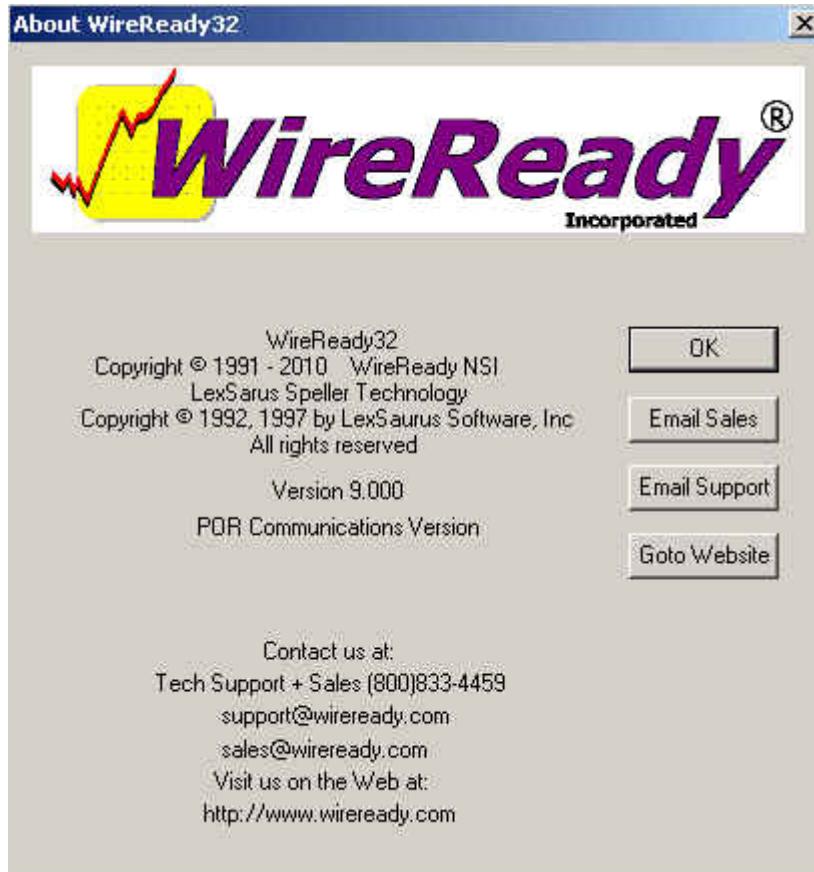 About WireReady32
WireReady®
Incorporated
WireReady32
Copyright © 1991 - 2010 WireReady NSI
LexSarus Speller Technology
Copyright © 1992, 1997 by LexSaurus Software, Inc
All rights reserved
Version 9.000
POR Communications Version
OK
Email Sales
Email Support
Goto Website
Contact us at:
Tech Support + Sales (800)833-4459
support@wireready.com
sales@wireready.com
Visit us on the Web at:
http://www.wireready.com